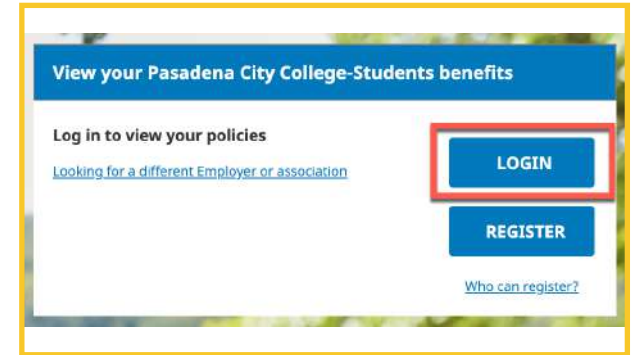 View your Pasadena City College-Students benefits
Log in to view your policies
Looking for a different Employer or association
LOGIN
REGISTER
Who can register?